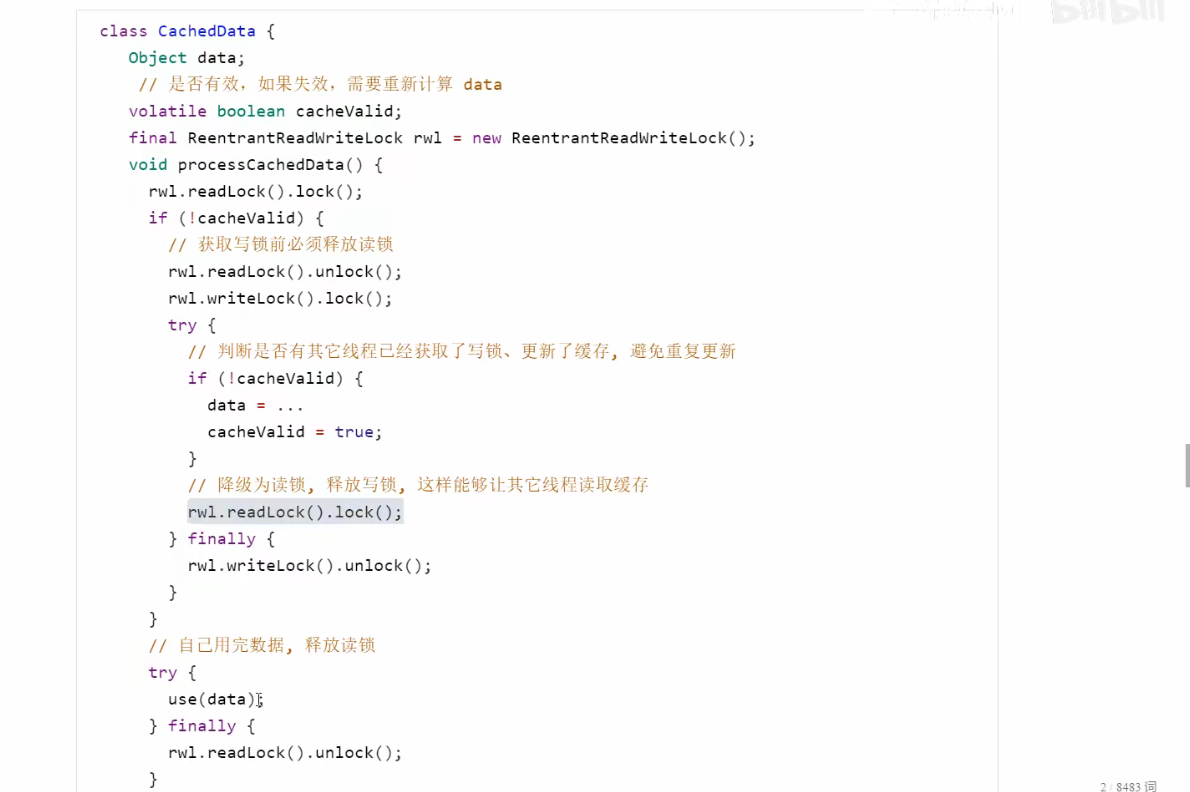 class CachedData {
Object data;
// 是否有效，如果失效，需要重新计算 data
volatile boolean cacheValid;
final ReentrantReadWriteLock rwl = new ReentrantReadWriteLock();
void processCachedData() {
rwl.readLock().lock();
if (!cacheValid) {
// 获取写锁前必须释放读锁
rwl.readLock().unlock();
rwl.writeLock().lock();
try {
// 判断是否有其它线程已经获取了写锁、更新了缓存, 避免重复更新
if (!cacheValid) {
data = ...
cacheValid = true;
}
// 降级为读锁, 释放写锁, 这样能够让其它线程读取缓存
rwl.readLock().lock();
} finally {
rwl.writeLock().unlock();
}
}
// 自己用完数据, 释放读锁
try {
use(data);
} finally {
rwl.readLock().unlock();
}
2 / 8483 词